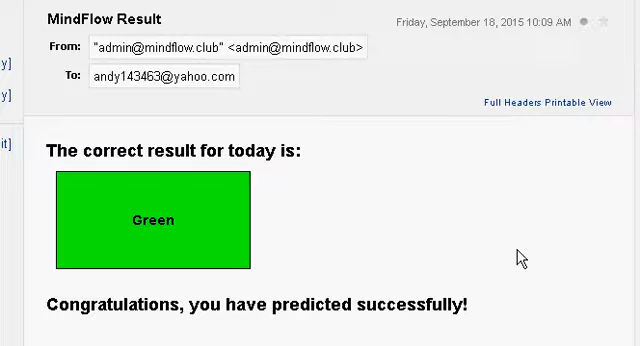 MindFlow Result
Friday, September 18, 2015 10:09 AM
From: "admin@mindflow.club" <admin@mindflow.club>
To: andy143463@yahoo.com
y]
y]
Full Headers Printable View
it]
The correct result for today is:
Green
Congratulations, you have predicted successfully!